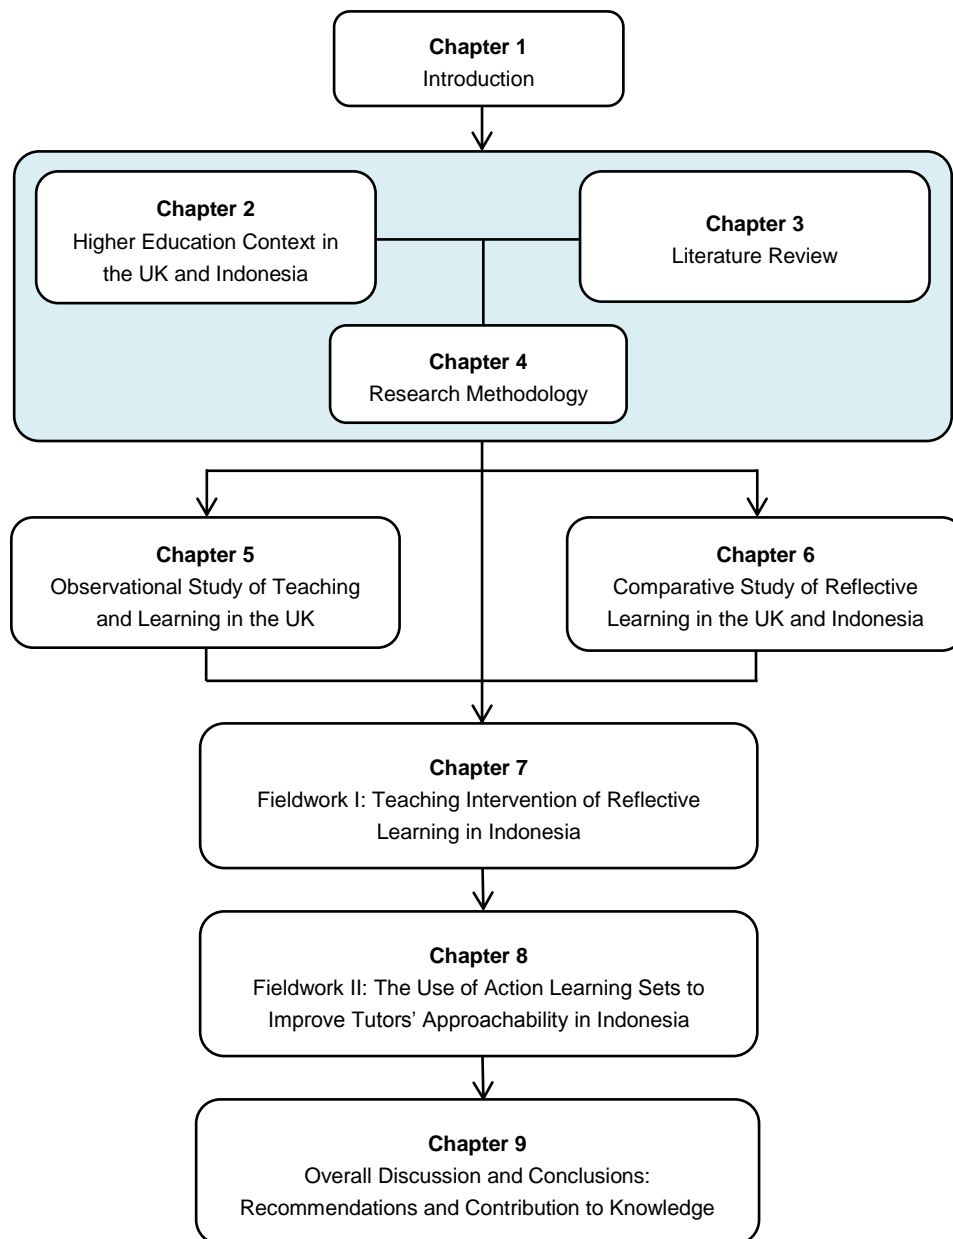 Chapter 1
Introduction
Chapter 2
Higher Education Context in
the UK and Indonesia
Chapter 3
Literature Review
Chapter 4
Research Methodology
Chapter 5
Observational Study of Teaching
and Learning in the UK
Chapter 6
Comparative Study of Reflective
Learning in the UK and Indonesia
Chapter 7
Fieldwork I: Teaching Intervention of Reflective
Learning in Indonesia
Chapter 8
Fieldwork II: The Use of Action Learning Sets to
Improve Tutors’ Approachability in Indonesia
Chapter 9
Overall Discussion and Conclusions:
Recommendations and Contribution to Knowledge